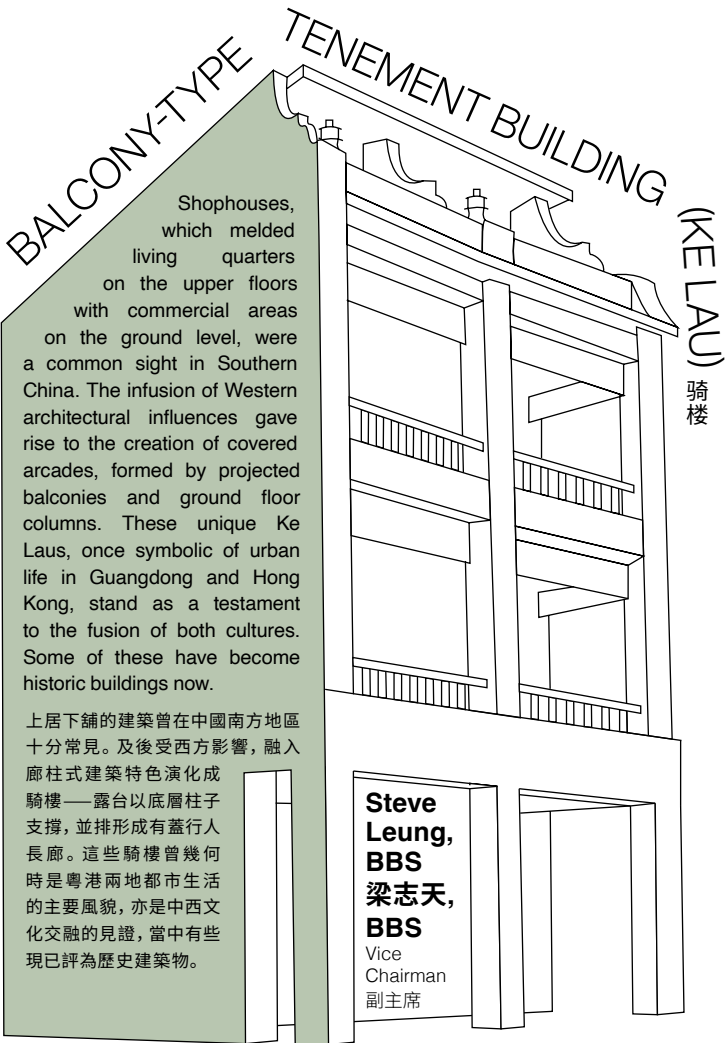 BALCONY-TYPE
TENEMENT BUILDING
(KE LAU)
骑楼
Shophouses,
which melded
living quarters
on the upper floors
with commercial areas
on the ground level, were
a common sight in Southern
China. The infusion of Western
architectural influences gave
rise to the creation of covered
arcades, formed by projected
balconies and ground floor
columns. These unique Ke
Laus, once symbolic of urban
life in Guangdong and Hong
Kong, stand as a testament
to the fusion of both cultures.
Some of these have become
historic buildings now.
上居下舖的建築曾在中國南方地區
十分常見。及後受西方影響，融入
廊柱式建築特色演化成
騎樓——露台以底層柱子
支撐，並排形成有蓋行人
長廊。這些騎樓曾幾何
時是粵港兩地都市生活
的主要風貌，亦是中西文
化交融的見證，當中有些
現已評為歷史建築物。
Steve
Leung,
BBS
梁志天,
BBS
Vice
Chairman
副主席